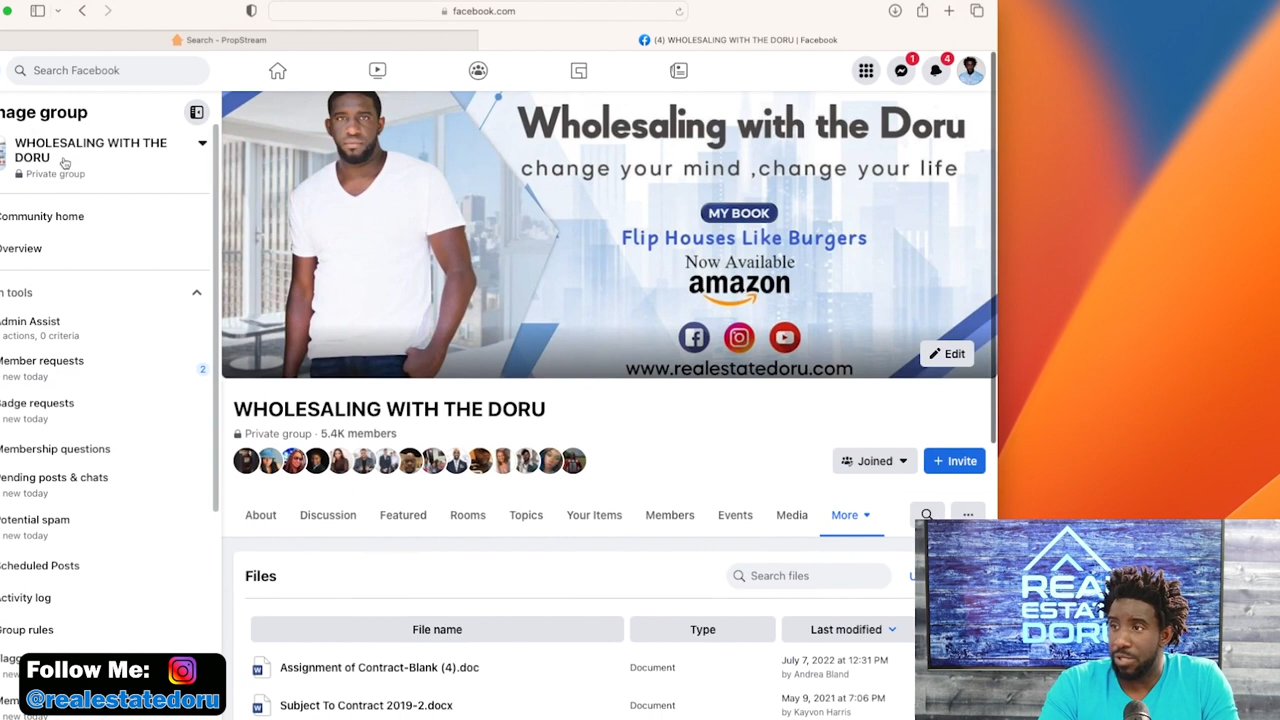 facebook.com
Search - PropStream
(4) WHOLESALING WITH THE DORU | Facebook
Search Facebook
1
4
nage group
WHOLESALING WITH THE
DORU
Private group
Community home
Overview
n tools
Admin Assist
actions, 0 criteria
Member requests
new today
2
Badge requests
new today
Membership questions
Pending posts & chats
new today
Potential spam
new today
Scheduled Posts
Activity log
Group rules
Wholesaling with the Doru
change your mind ,change your life
MY BOOK
Flip Houses Like Burgers
Now Available
amazon
www.realestatedoru.com
Edit
WHOLESALING WITH THE DORU
Private group · 5.4K members
Joined
+ Invite
About
Discussion
Featured
Rooms
Topics
Your Items
Members
Events
Media
More
...
Files
Search files
File name
Type
Last modified
Assignment of Contract-Blank (4).doc
Document
July 7, 2022 at 12:31 PM
by Andrea Bland
Subject To Contract 2019-2.docx
Document
May 9, 2021 at 7:06 PM
by Kayvon Harris
Follow Me:
@realestatedoru
REA
ESTA
DORU